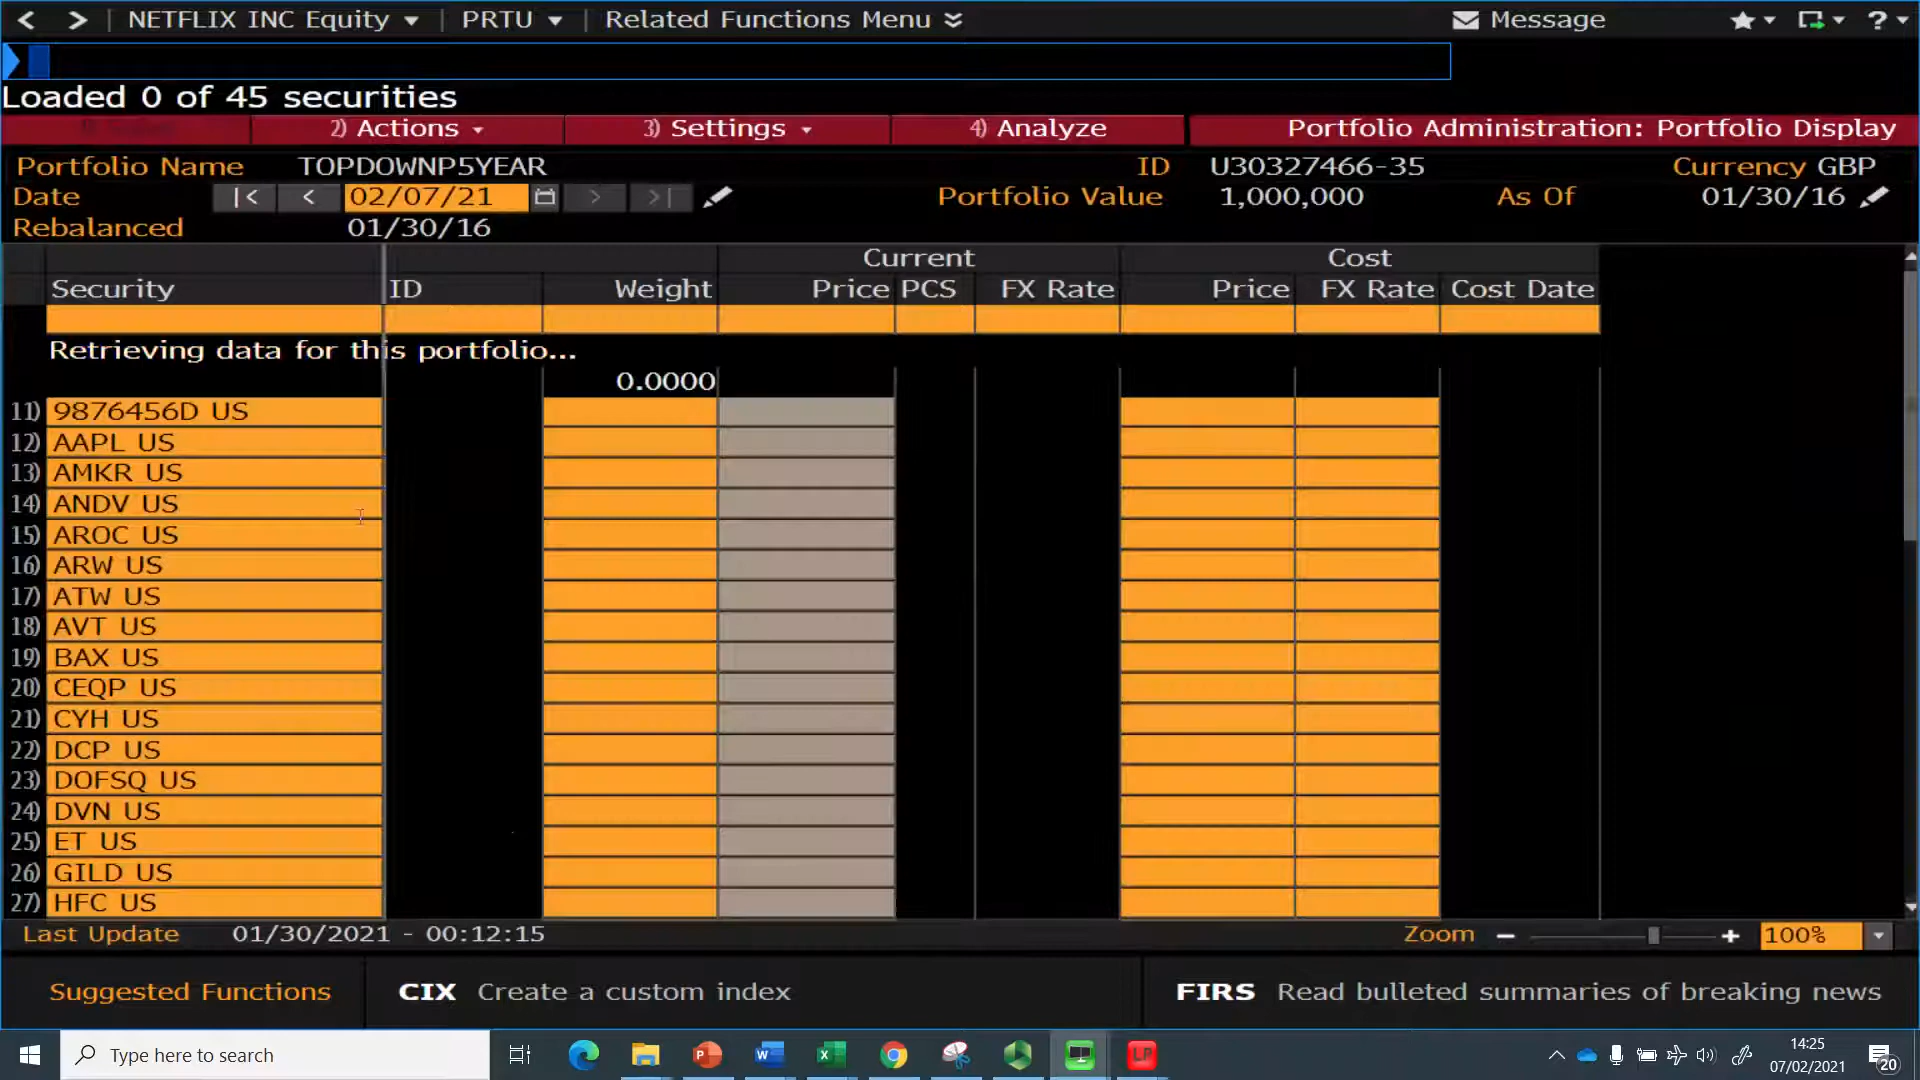 NETFLIX INC Equity PRTU Related Functions Menu Message ?
Loaded 0 of 45 securities
2) Actions 3) Settings 4) Analyze Portfolio Administration: Portfolio Display
Portfolio Name TOPDOWNP5YEAR ID U30327466-35 Currency GBP
Date |< < 02/07/21 > >| Portfolio Value 1,000,000 As Of 01/30/16
Rebalanced 01/30/16
Current Cost
Security ID Weight Price PCS FX Rate Price FX Rate Cost Date
Retrieving data for this portfolio...
0.0000
11) 9876456D US
12) AAPL US
13) AMKR US
14) ANDV US
15) AROC US
16) ARW US
17) ATW US
18) AVT US
19) BAX US
20) CEQP US
21) CYH US
22) DCP US
23) DOFSQ US
24) DVN US
25) ET US
26) GILD US
27) HFC US
Last Update 01/30/2021 - 00:12:15 Zoom - + 100%
Suggested Functions CIX Create a custom index FIRS Read bulleted summaries of breaking news
Type here to search
14:25
07/02/2021
20